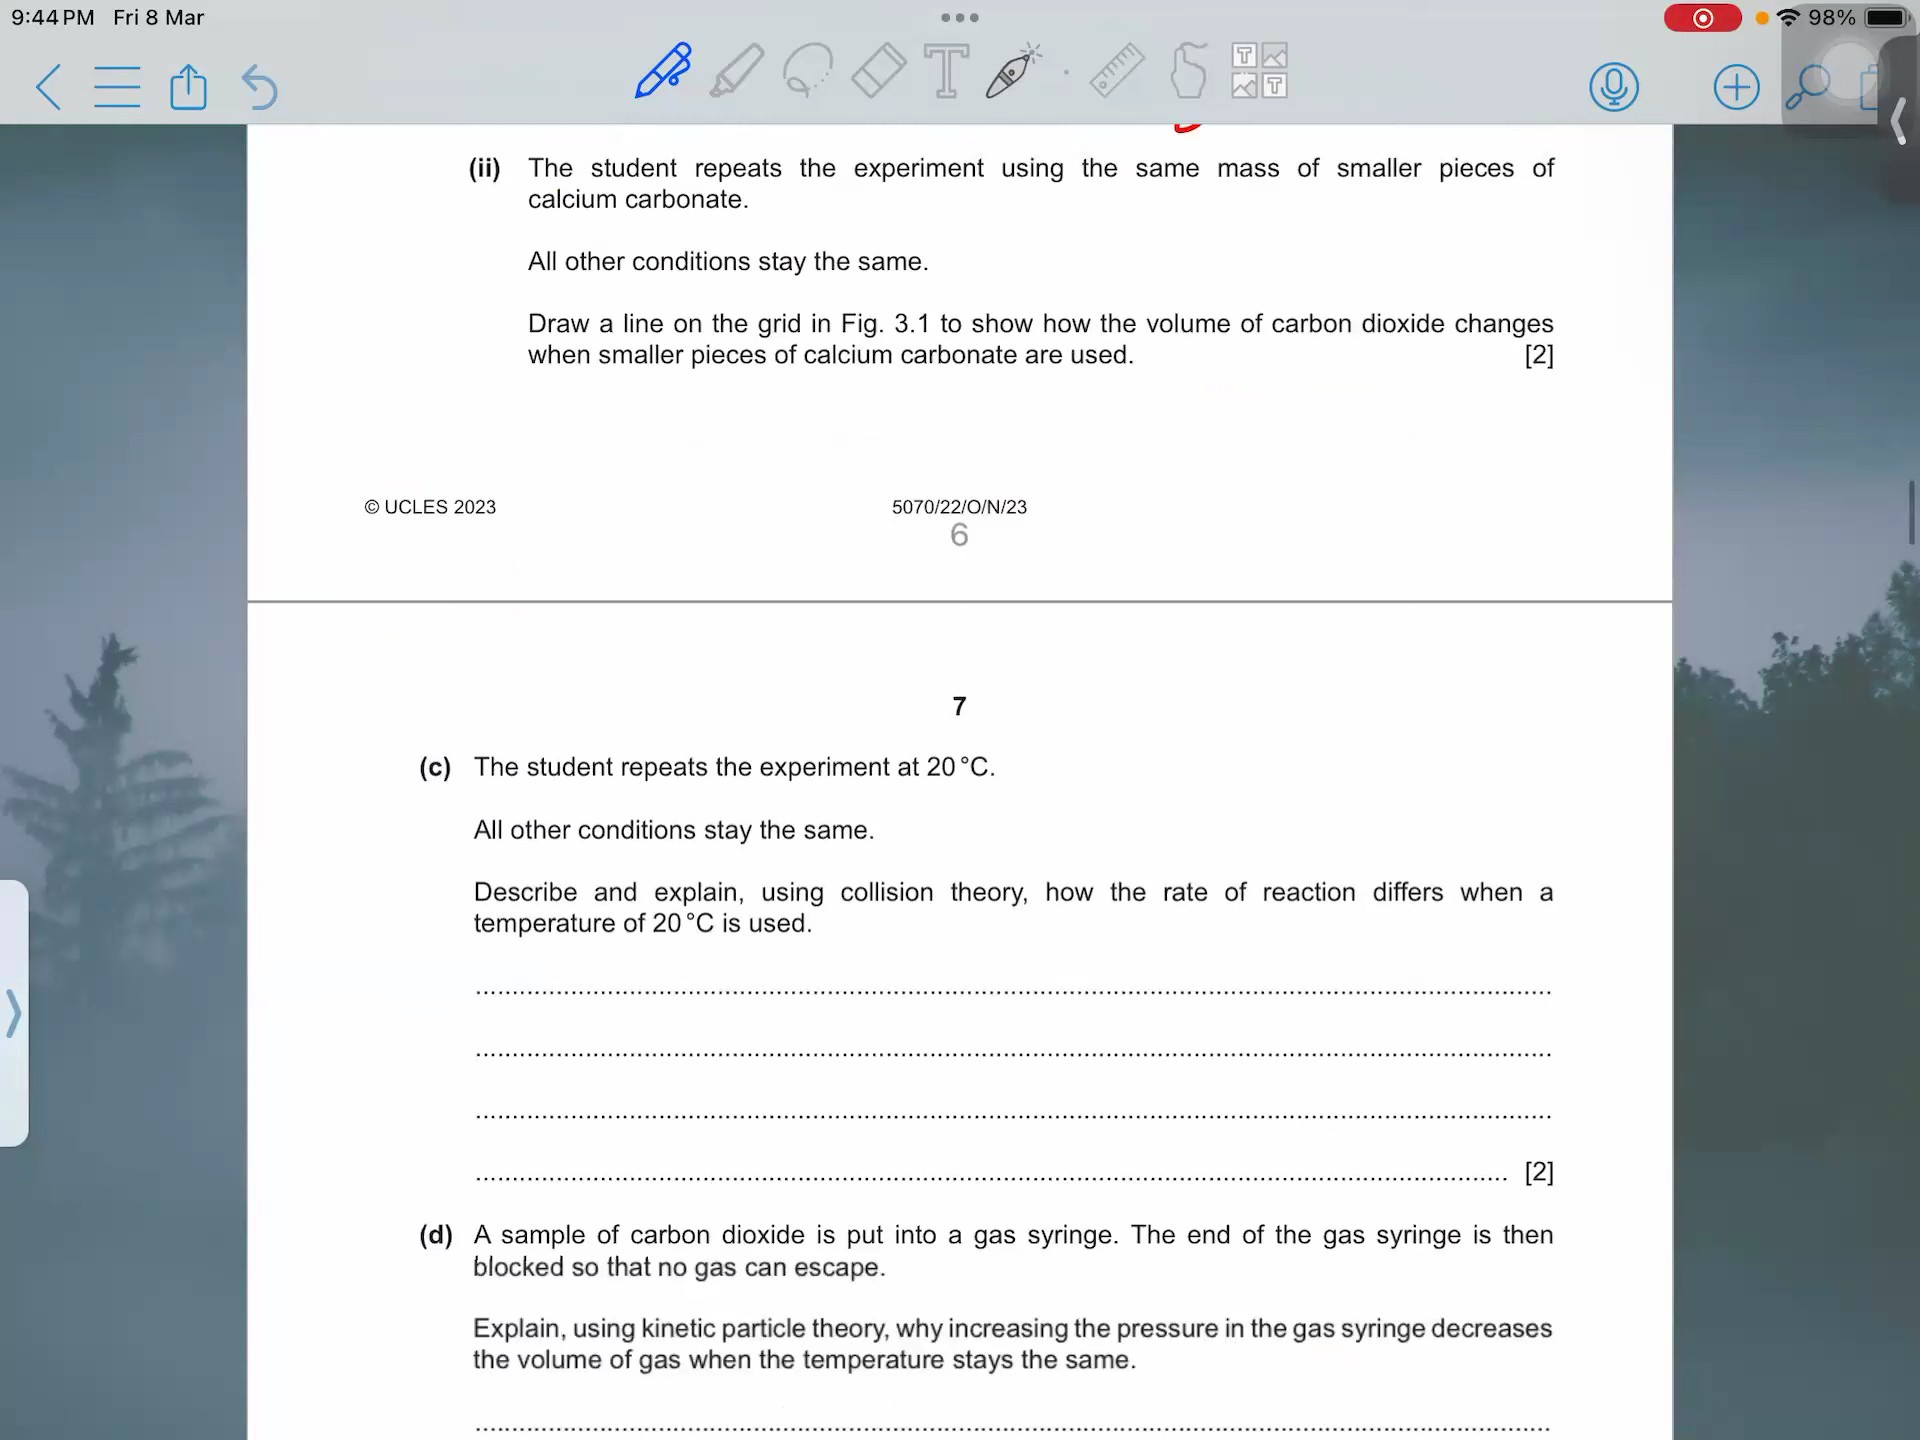 9:44 PM Fri 8 Mar
98%
(ii) The student repeats the experiment using the same mass of smaller pieces of
calcium carbonate.
All other conditions stay the same.
Draw a line on the grid in Fig. 3.1 to show how the volume of carbon dioxide changes
when smaller pieces of calcium carbonate are used. [2]
© UCLES 2023 5070/22/O/N/23
6
7
(c) The student repeats the experiment at 20 °C.
All other conditions stay the same.
Describe and explain, using collision theory, how the rate of reaction differs when a
temperature of 20 °C is used.
[2]
(d) A sample of carbon dioxide is put into a gas syringe. The end of the gas syringe is then
blocked so that no gas can escape.
Explain, using kinetic particle theory, why increasing the pressure in the gas syringe decreases
the volume of gas when the temperature stays the same.